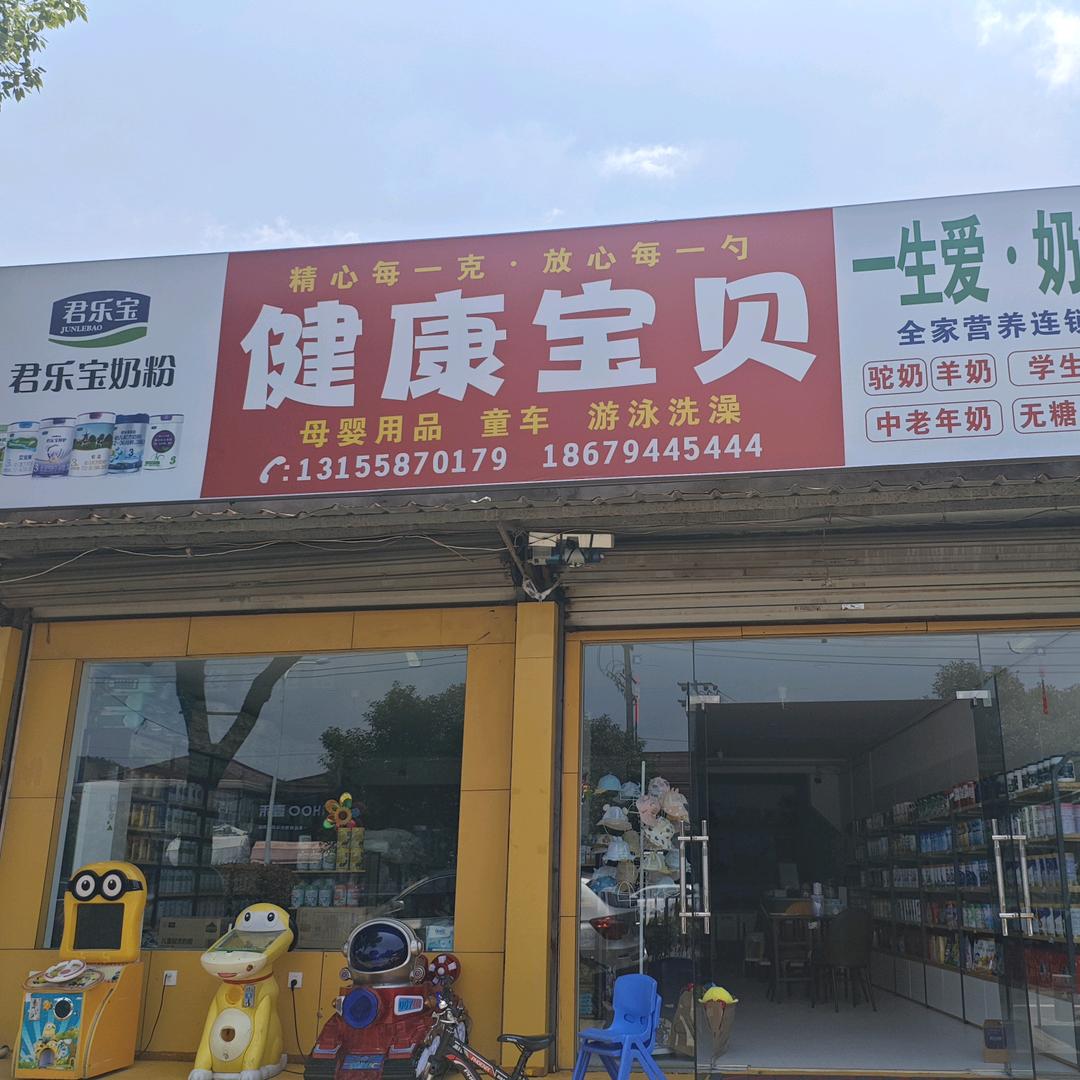 君乐宝
JUNLEBAO
君乐宝奶粉
精心每一克·放心每一勺
健康宝贝
母婴用品 童车 游泳洗澡
:13155870179 18679445444
一生爱·奶
全家营养连锁
驼奶 羊奶 学生
中老年奶 无糖